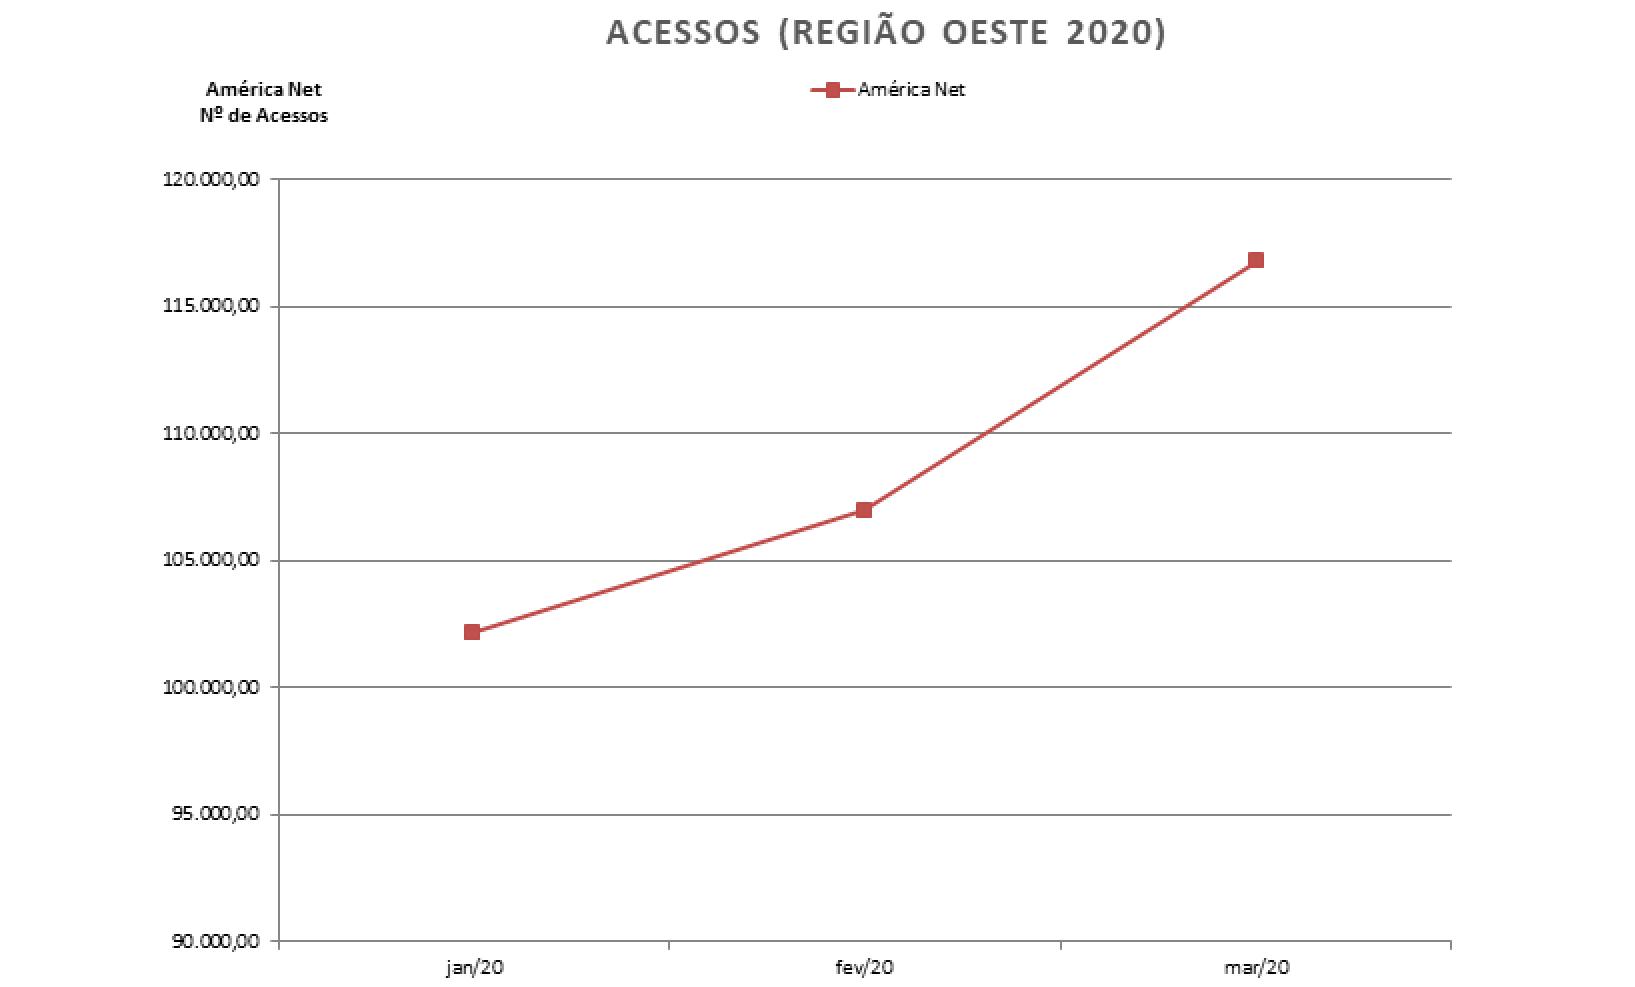 ACESSOS (REGIÃO OESTE 2020)
América Net
Nº de Acessos
América Net
120.000,00
115.000,00
110.000,00
105.000,00
100.000,00
95.000,00
90.000,00
jan/20 fev/20 mar/20